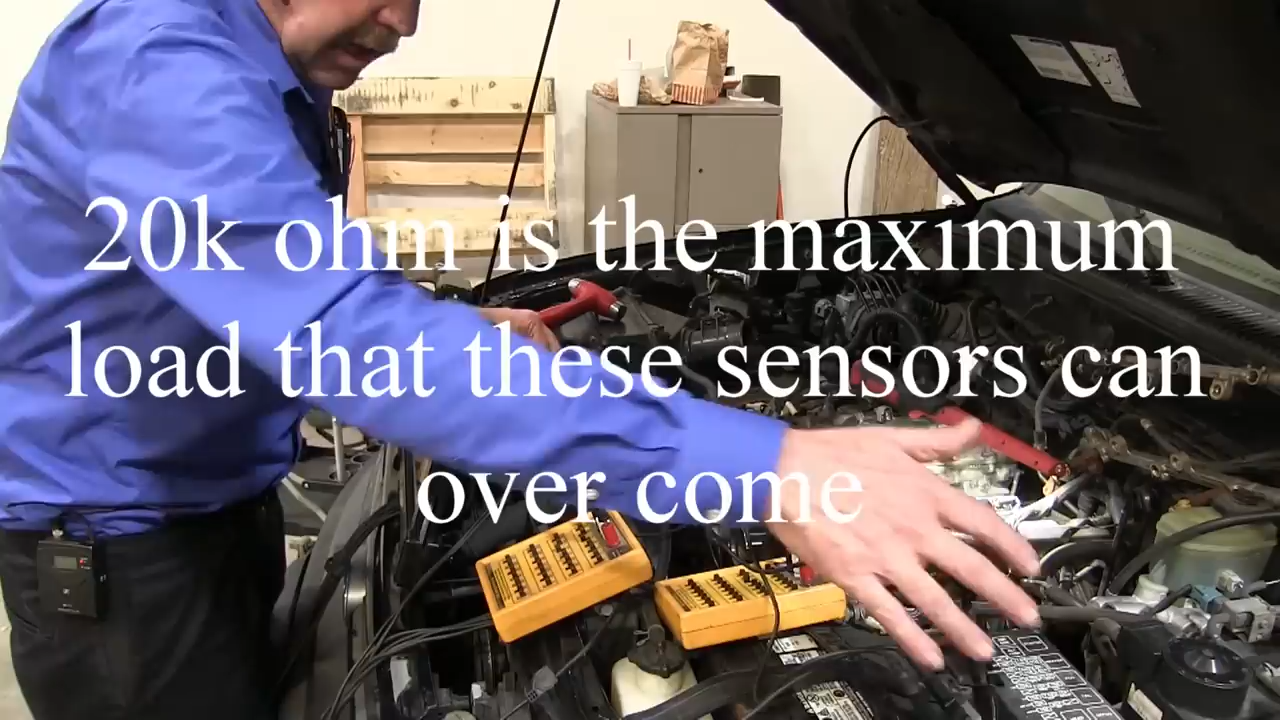 20k ohm is the maximum
load that these sensors can
over come